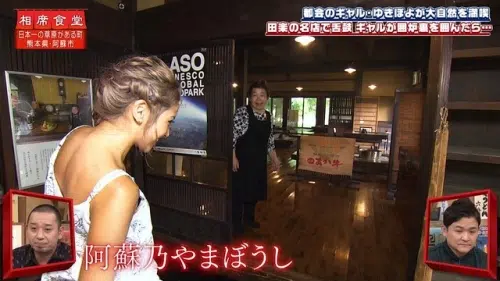 相席食堂
日本一の草原がある町
熊本県・阿蘇市
都会のギャル・ゆきぽよが大自然を満喫
田楽の名店で舌鼓 ギャルが囲炉裏を囲んだら…
ASO
UNESCO
GLOBAL
GEOPARK
阿蘇乃やまぼうし